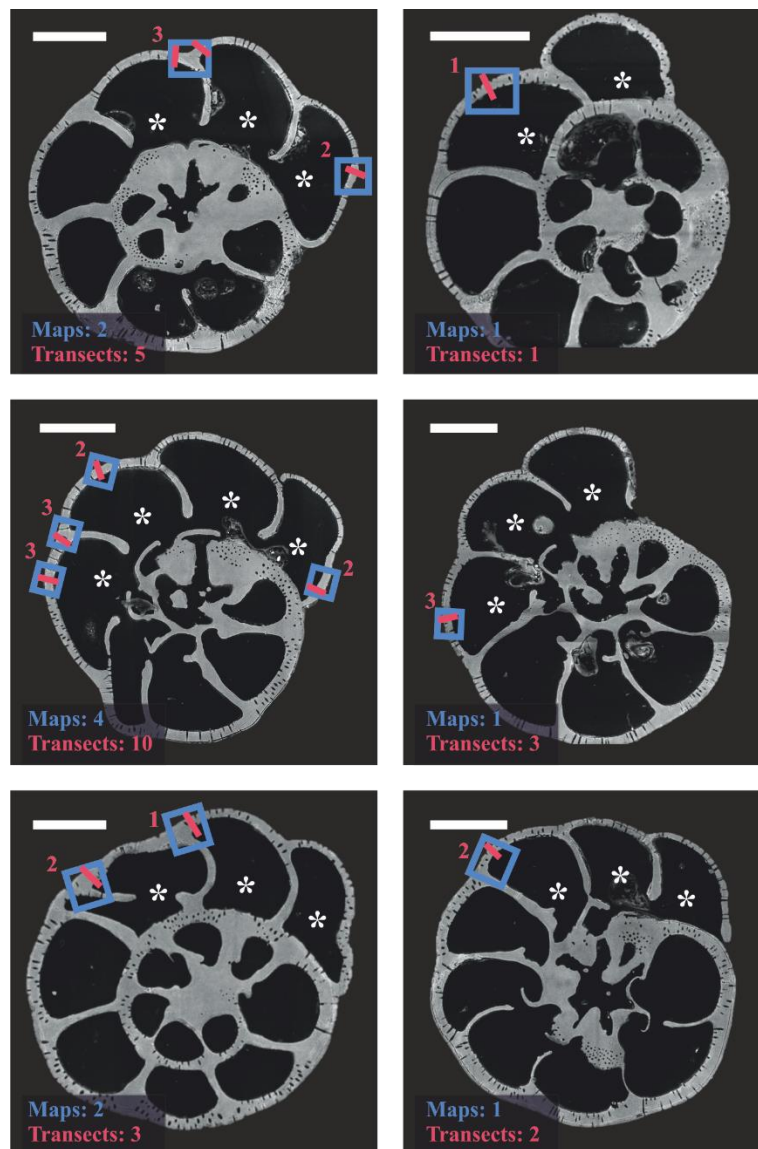 3
2
Maps: 2
Transects: 5
1
Maps: 1
Transects: 1
2
3
3
2
Maps: 4
Transects: 10
3
Maps: 1
Transects: 3
1
2
Maps: 2
Transects: 3
2
Maps: 1
Transects: 2